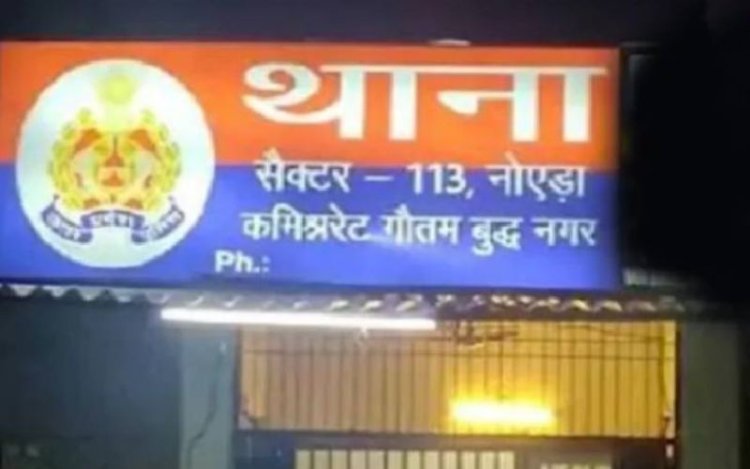 थाना
सैक्टर – 113, नोएडा
कमिश्नरेट गौतम बुद्ध नगर
Ph.: